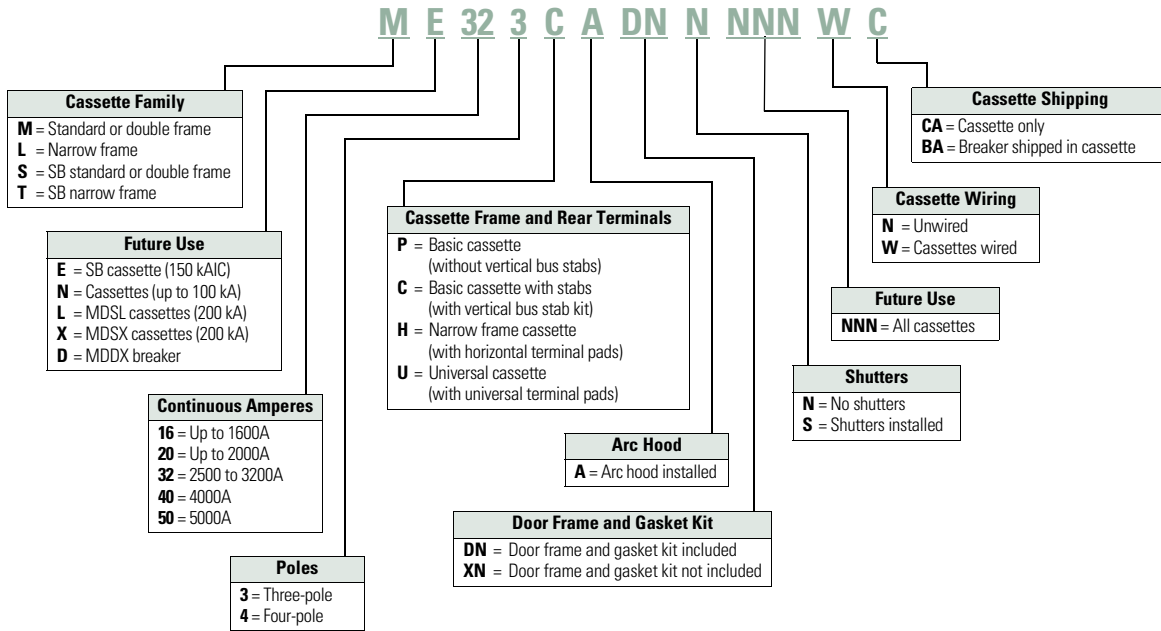 M E 32 3 C A DN N NNN W C
Cassette Family
M = Standard or double frame
L = Narrow frame
S = SB standard or double frame
T = SB narrow frame
Future Use
E = SB cassette (150 kAIC)
N = Cassettes (up to 100 kA)
L = MDSL cassettes (200 kA)
X = MDSX cassettes (200 kA)
D = MDDX breaker
Continuous Amperes
16 = Up to 1600A
20 = Up to 2000A
32 = 2500 to 3200A
40 = 4000A
50 = 5000A
Poles
3 = Three-pole
4 = Four-pole
Cassette Frame and Rear Terminals
P = Basic cassette
(without vertical bus stabs)
C = Basic cassette with stabs
(with vertical bus stab kit)
H = Narrow frame cassette
(with horizontal terminal pads)
U = Universal cassette
(with universal terminal pads)
Arc Hood
A = Arc hood installed
Door Frame and Gasket Kit
DN = Door frame and gasket kit included
XN = Door frame and gasket kit not included
Shutters
N = No shutters
S = Shutters installed
Future Use
NNN = All cassettes
Cassette Wiring
N = Unwired
W = Cassettes wired
Cassette Shipping
CA = Cassette only
BA = Breaker shipped in cassette